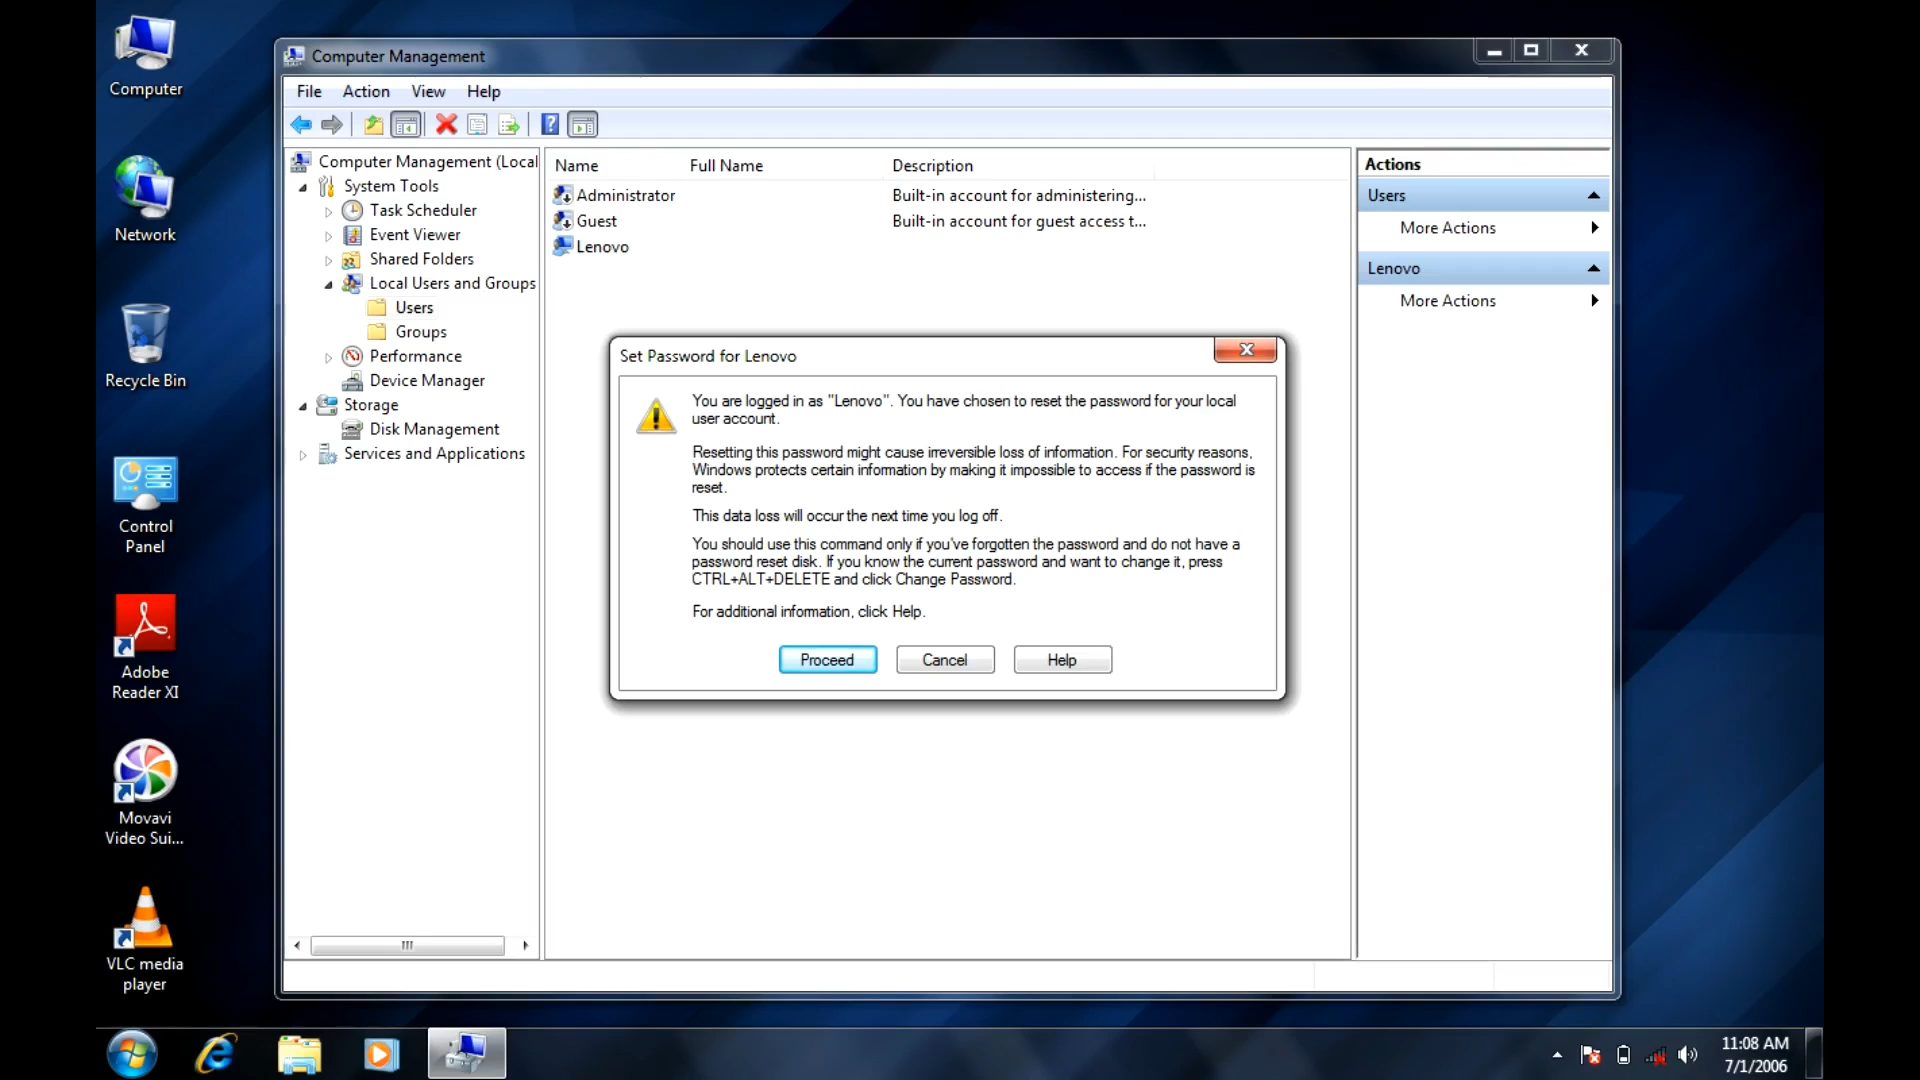 Computer
Network
Recycle Bin
Control
Panel
Adobe
Reader XI
Movavi
Video Sui...
VLC media
player
Computer Management
File Action View Help
Computer Management (Local
System Tools
Task Scheduler
Event Viewer
Shared Folders
Local Users and Groups
Users
Groups
Performance
Device Manager
Storage
Disk Management
Services and Applications
Name Full Name Description
Administrator Built-in account for administering...
Guest Built-in account for guest access t...
Lenovo
Actions
Users
More Actions
Lenovo
More Actions
Set Password for Lenovo
You are logged in as "Lenovo". You have chosen to reset the password for your local
user account.
Resetting this password might cause irreversible loss of information. For security reasons,
Windows protects certain information by making it impossible to access if the password is
reset.
This data loss will occur the next time you log off.
You should use this command only if you've forgotten the password and do not have a
password reset disk. If you know the current password and want to change it, press
CTRL+ALT+DELETE and click Change Password.
For additional information, click Help.
Proceed Cancel Help
11:08 AM
7/1/2006